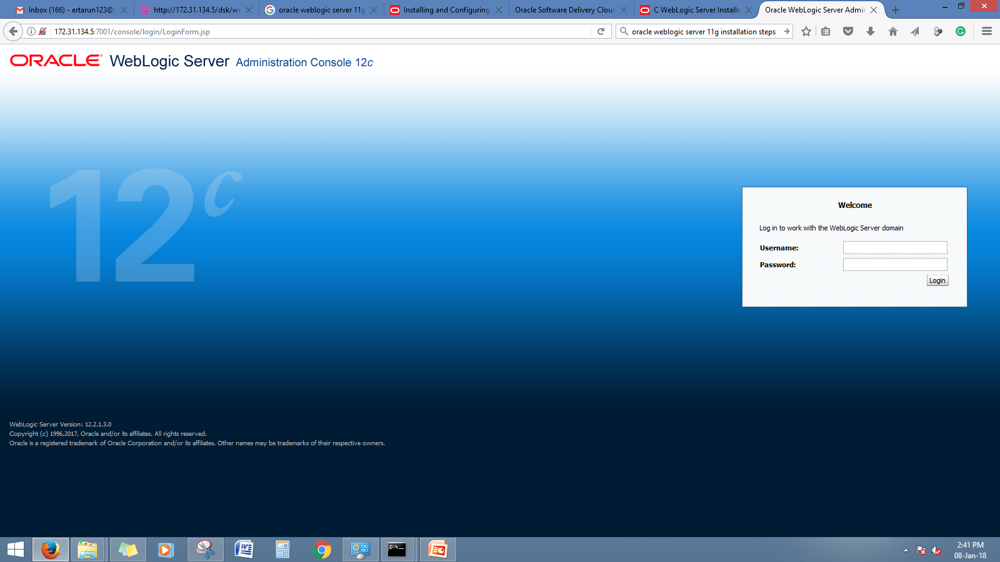 Inbox (166) - ertarun123@
http://172.31.134.5/dsk/we
oracle weblogic server 11g
Installing and Configuring
Oracle Software Delivery Cloud
C WebLogic Server Installe
Oracle WebLogic Server Admin
172.31.134.5:7001/console/login/LoginForm.jsp
oracle weblogic server 11g installation steps
ORACLE WebLogic Server Administration Console 12c
12c
Welcome
Log in to work with the WebLogic Server domain
Username:
Password:
Login
WebLogic Server Version: 12.2.1.3.0
Copyright (c) 1996,2017, Oracle and/or its affiliates. All rights reserved.
Oracle is a registered trademark of Oracle Corporation and/or its affiliates. Other names may be trademarks of their respective owners.
C:\._
2:41 PM
08-Jan-18